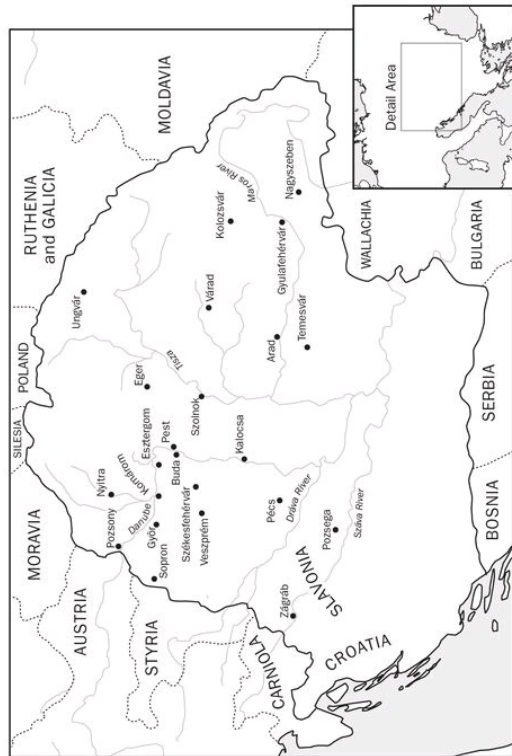 RUTHENIA
and GALICIA
MOLDAVIA
POLAND
SILESIA
MORAVIA
AUSTRIA
STYRIA
CARNIOLA
CROATIA
SLAVONIA
BOSNIA
SERBIA
BULGARIA
WALLACHIA
Ungvár
Eger
Tisza
Nyitra
Pozsony
Komárom
Danube
Esztergom
Pest
Buda
Győr
Sopron
Székesfehérvár
Veszprém
Szolnok
Kalocsa
Várad
Kolozsvár
Maros River
Nagyszeben
Gyulafehérvár
Arad
Temesvár
Pécs
Dráva River
Pozsega
Száva River
Zágráb
Detail Area